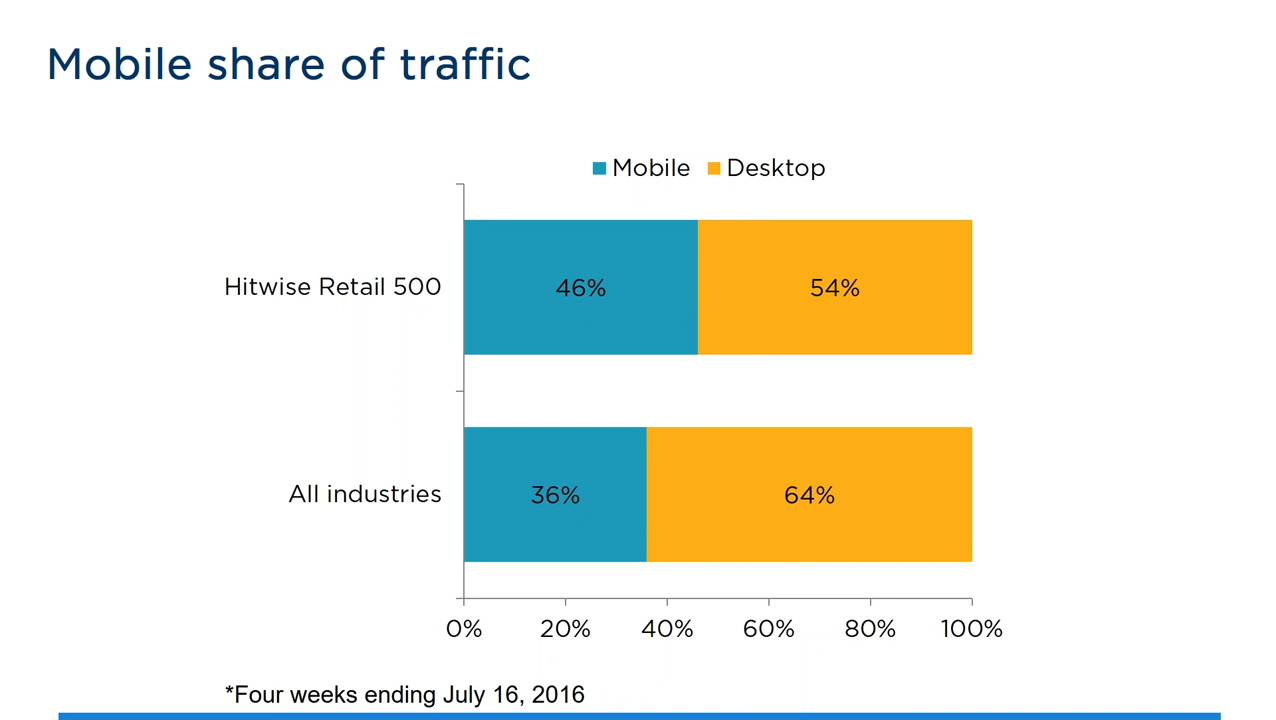 Mobile share of traffic
Mobile Desktop
Hitwise Retail 500
46% 54%
All industries
36% 64%
0% 20% 40% 60% 80% 100%
*Four weeks ending July 16, 2016